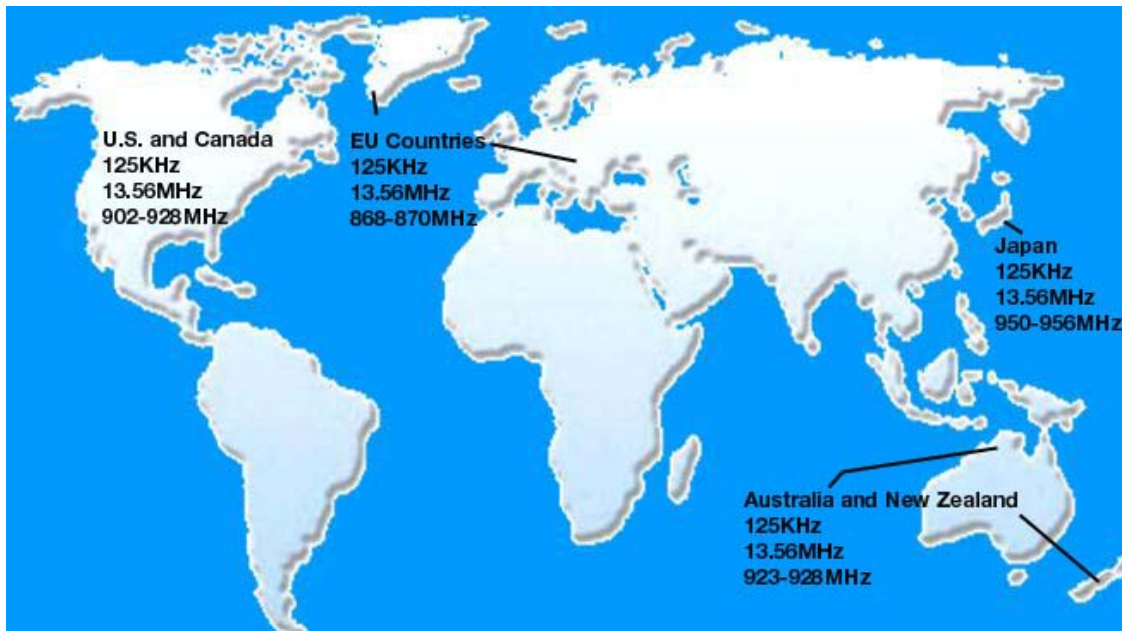 U.S. and Canada
125KHz
13.56MHz
902-928MHz
EU Countries
125KHz
13.56MHz
868-870MHz
Japan
125KHz
13.56MHz
950-956MHz
Australia and New Zealand
125KHz
13.56MHz
923-928MHz